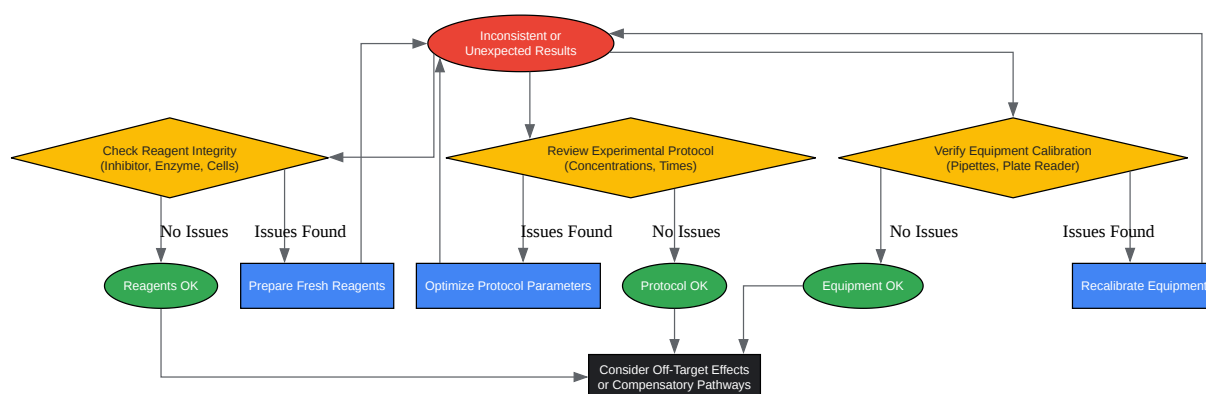 Inconsistent or
Unexpected Results
Check Reagent Integrity
(Inhibitor, Enzyme, Cells)
Review Experimental Protocol
(Concentrations, Times)
Verify Equipment Calibration
(Pipettes, Plate Reader)
No Issues
Issues Found
Issues Found
No Issues
No Issues
Issues Found
Reagents OK
Prepare Fresh Reagents
Optimize Protocol Parameters
Protocol OK
Equipment OK
Recalibrate Equipment
Consider Off-Target Effects
or Compensatory Pathways